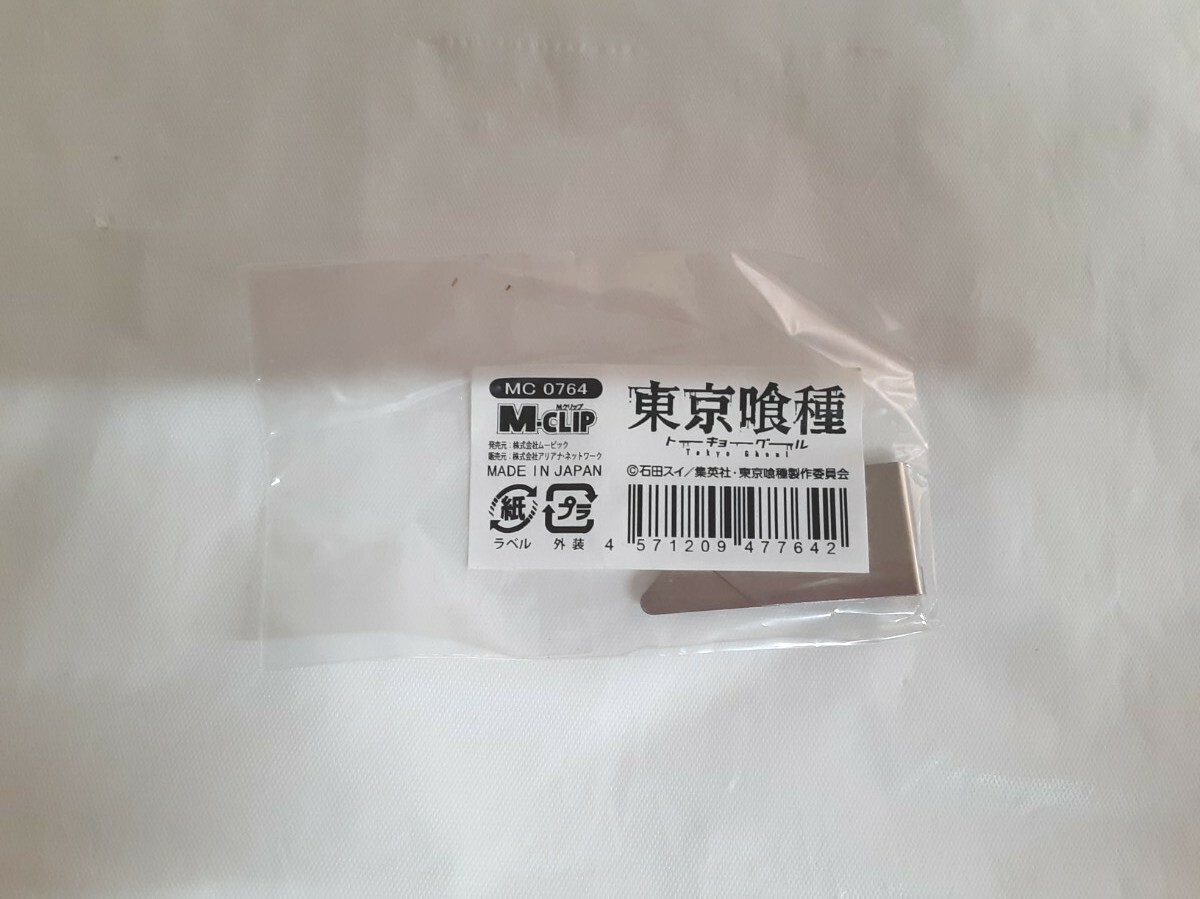 MC 0764
Mクリップ
M-CLIP
発売元：株式会社ムービック
販売元：株式会社アリアナ・ネットワーク
MADE IN JAPAN
紙
ラベル
プラ
外装
東京喰種
トーキョーグール
Tokyo Ghoul
©石田スイ／集英社・東京喰種製作委員会
4 571209 477642